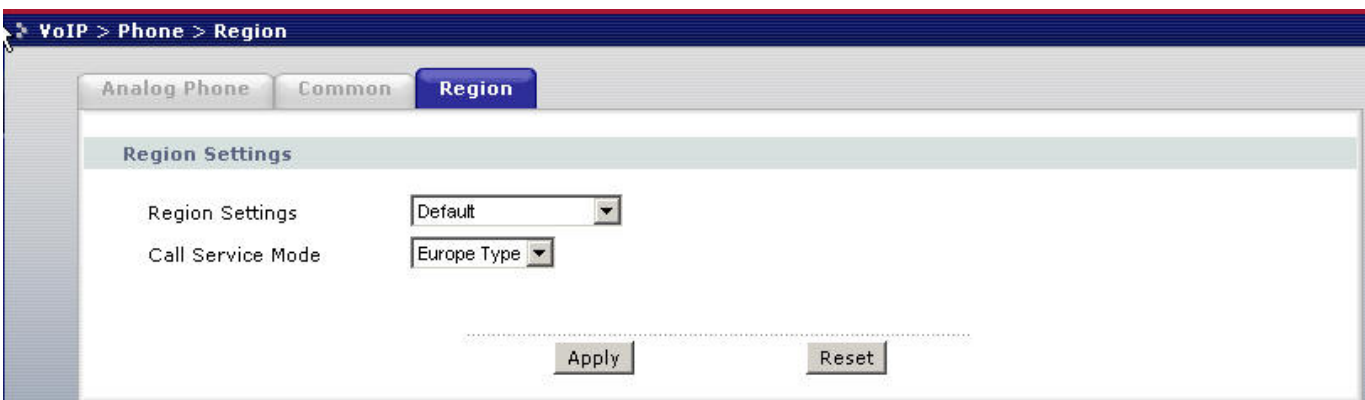 VoIP > Phone > Region
Analog Phone Common Region
Region Settings
Region Settings Default
Call Service Mode Europe Type
Apply Reset